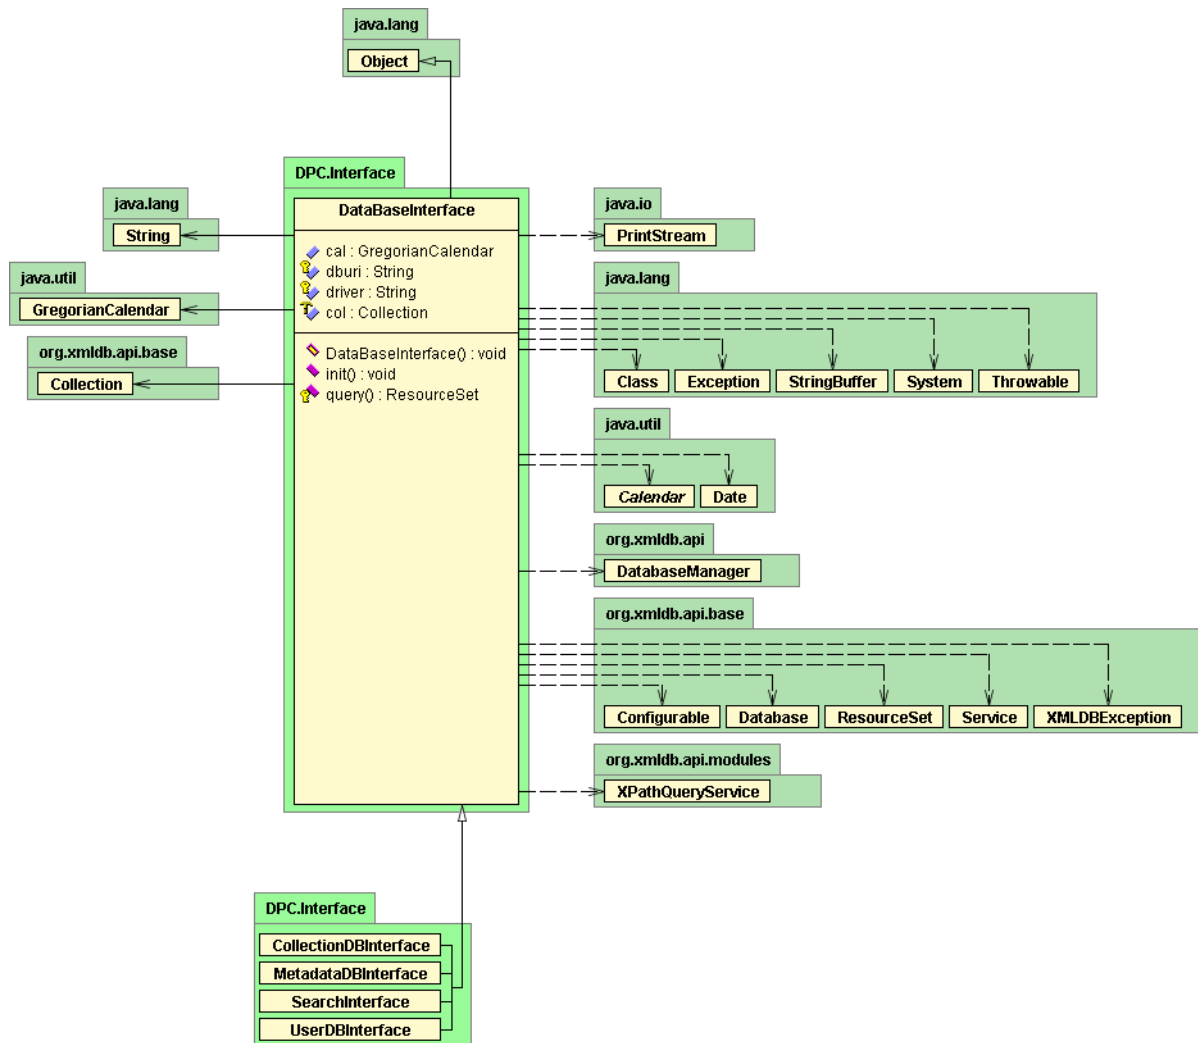 java.lang
Object
DPC.Interface
DataBaseInterface
cal : GregorianCalendar
dburi : String
driver : String
col : Collection
DataBaseInterface() : void
init() : void
query() : ResourceSet
java.lang
String
java.util
GregorianCalendar
org.xmldb.api.base
Collection
java.io
PrintStream
java.lang
Class Exception StringBuffer System Throwable
java.util
Calendar Date
org.xmldb.api
DatabaseManager
org.xmldb.api.base
Configurable Database ResourceSet Service XMLDBException
org.xmldb.api.modules
XPathQueryService
DPC.Interface
CollectionDBInterface
MetadataDBInterface
SearchInterface
UserDBInterface